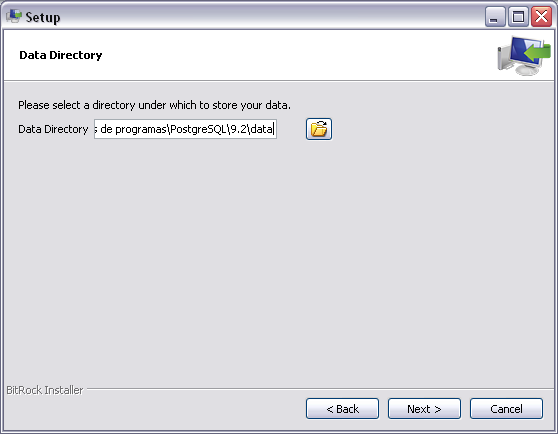 Setup
Data Directory
Please select a directory under which to store your data.
Data Directory s de programas\PostgreSQL\9.2\data
BitRock Installer
< Back Next > Cancel